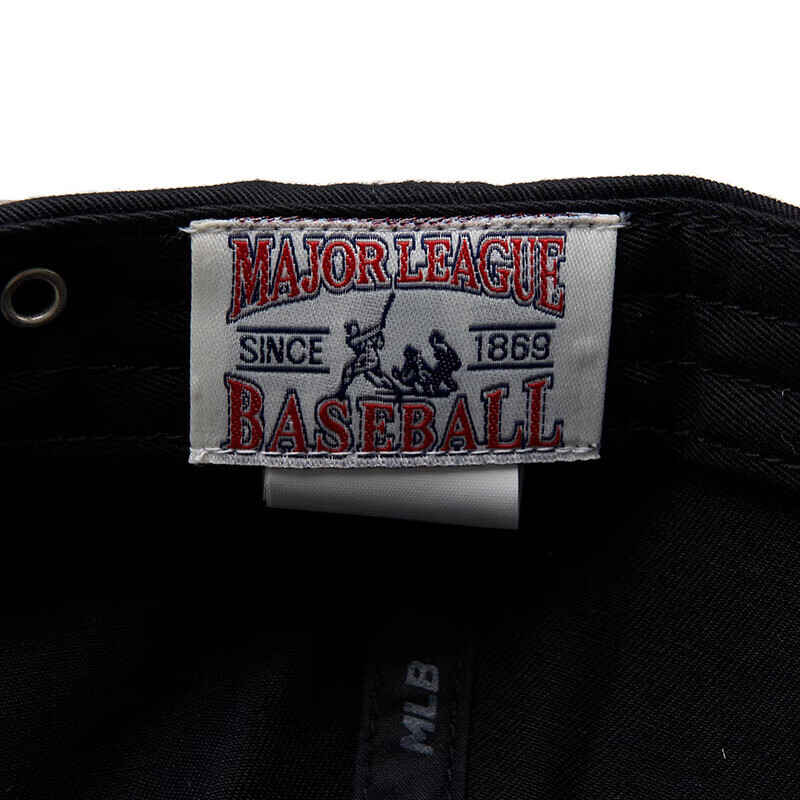 MAJOR LEAGUE
SINCE 1869
BASEBALL
MLB